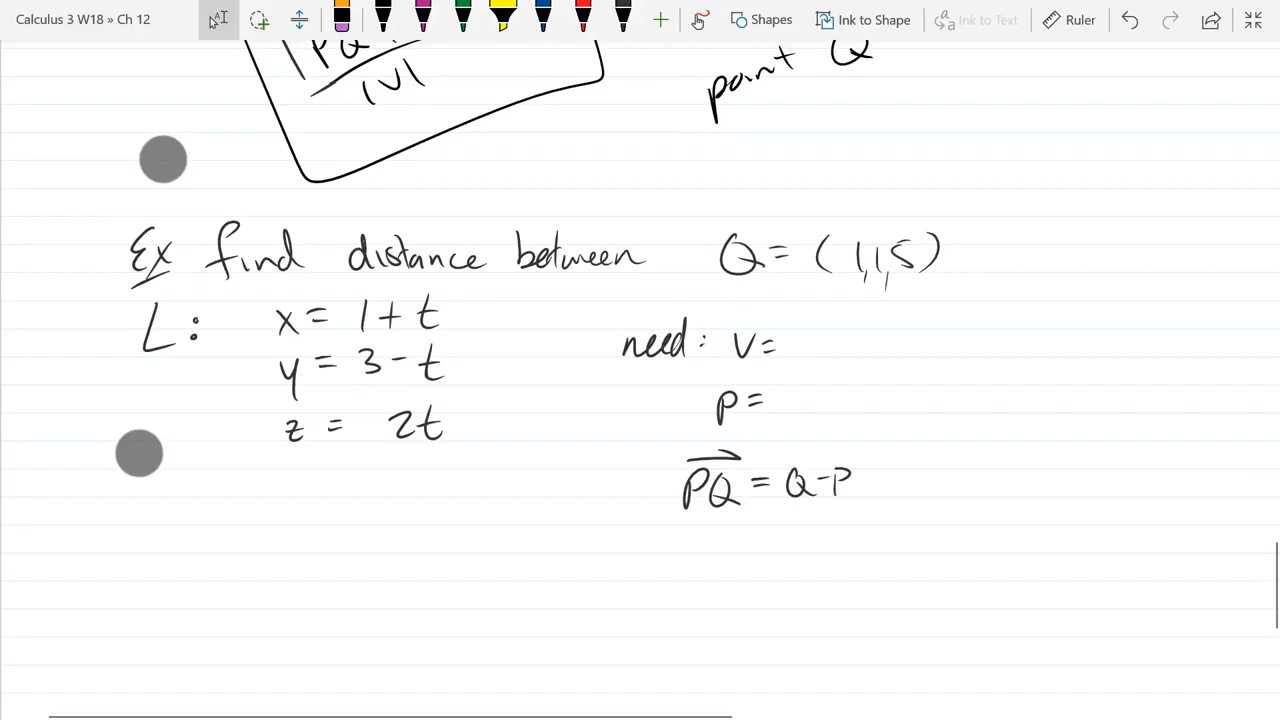 Calculus 3 W18 » Ch 12
Shapes
Ink to Shape
Ink to Text
Ruler
|PQ
|V|
point Q
Ex find distance between Q = (1,1,5)
L: x = 1 + t
y = 3 - t
z = 2t
need: v =
P =
PQ = Q - P